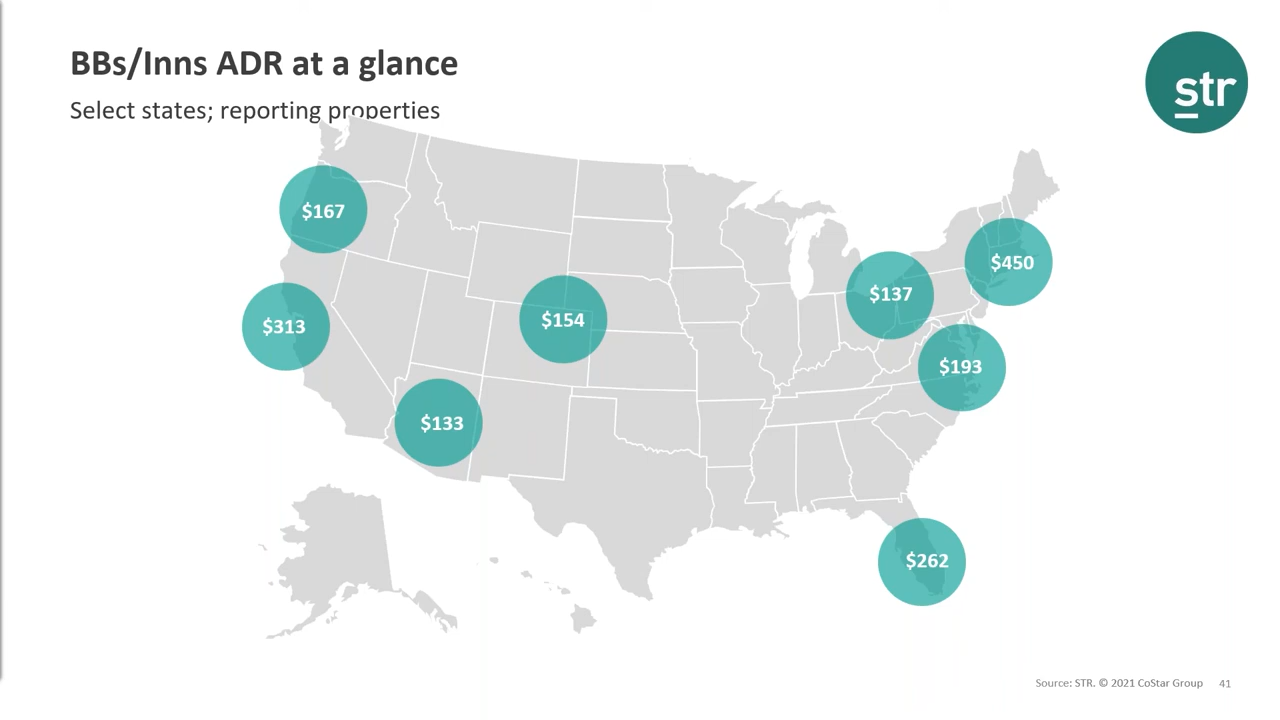 BBs/Inns ADR at a glance
Select states; reporting properties
str
$167
$450
$137
$313
$154
$193
$133
$262
Source: STR. © 2021 CoStar Group 41